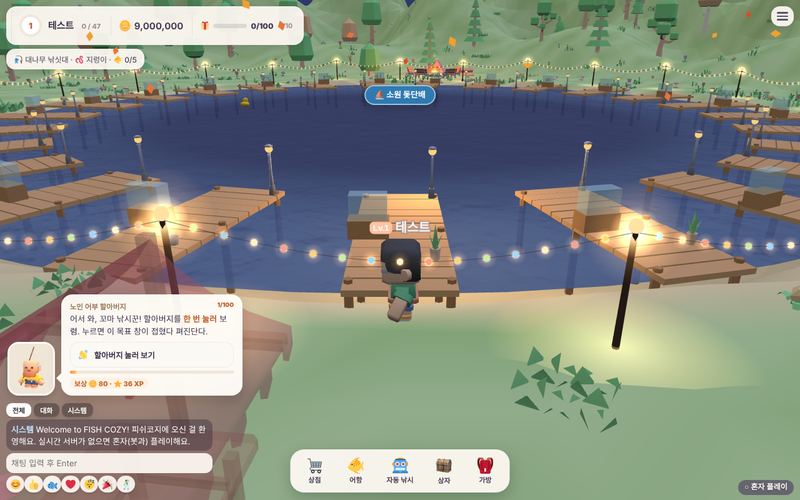 1 테스트 0 / 47 9,000,000 0/100 /10
대나무 낚싯대 · 지렁이 · 0/5
소원 돛단배
Lv.1 테스트
노인 어부 할아버지 1/100
어서 와, 꼬마 낚시꾼! 할아버지를 한 번 눌러 보
렴. 누르면 이 목표 창이 접혔다 펴진단다.
할아버지 눌러 보기
보상 80 · 36 XP
전체 대화 시스템
시스템 Welcome to FISH COZY! 피쉬코지에 오신 걸 환
영해요. 실시간 서버가 없으면 혼자(봇과) 플레이해요.
채팅 입력 후 Enter
상점 어항 자동 낚시 상자 가방
혼자 플레이